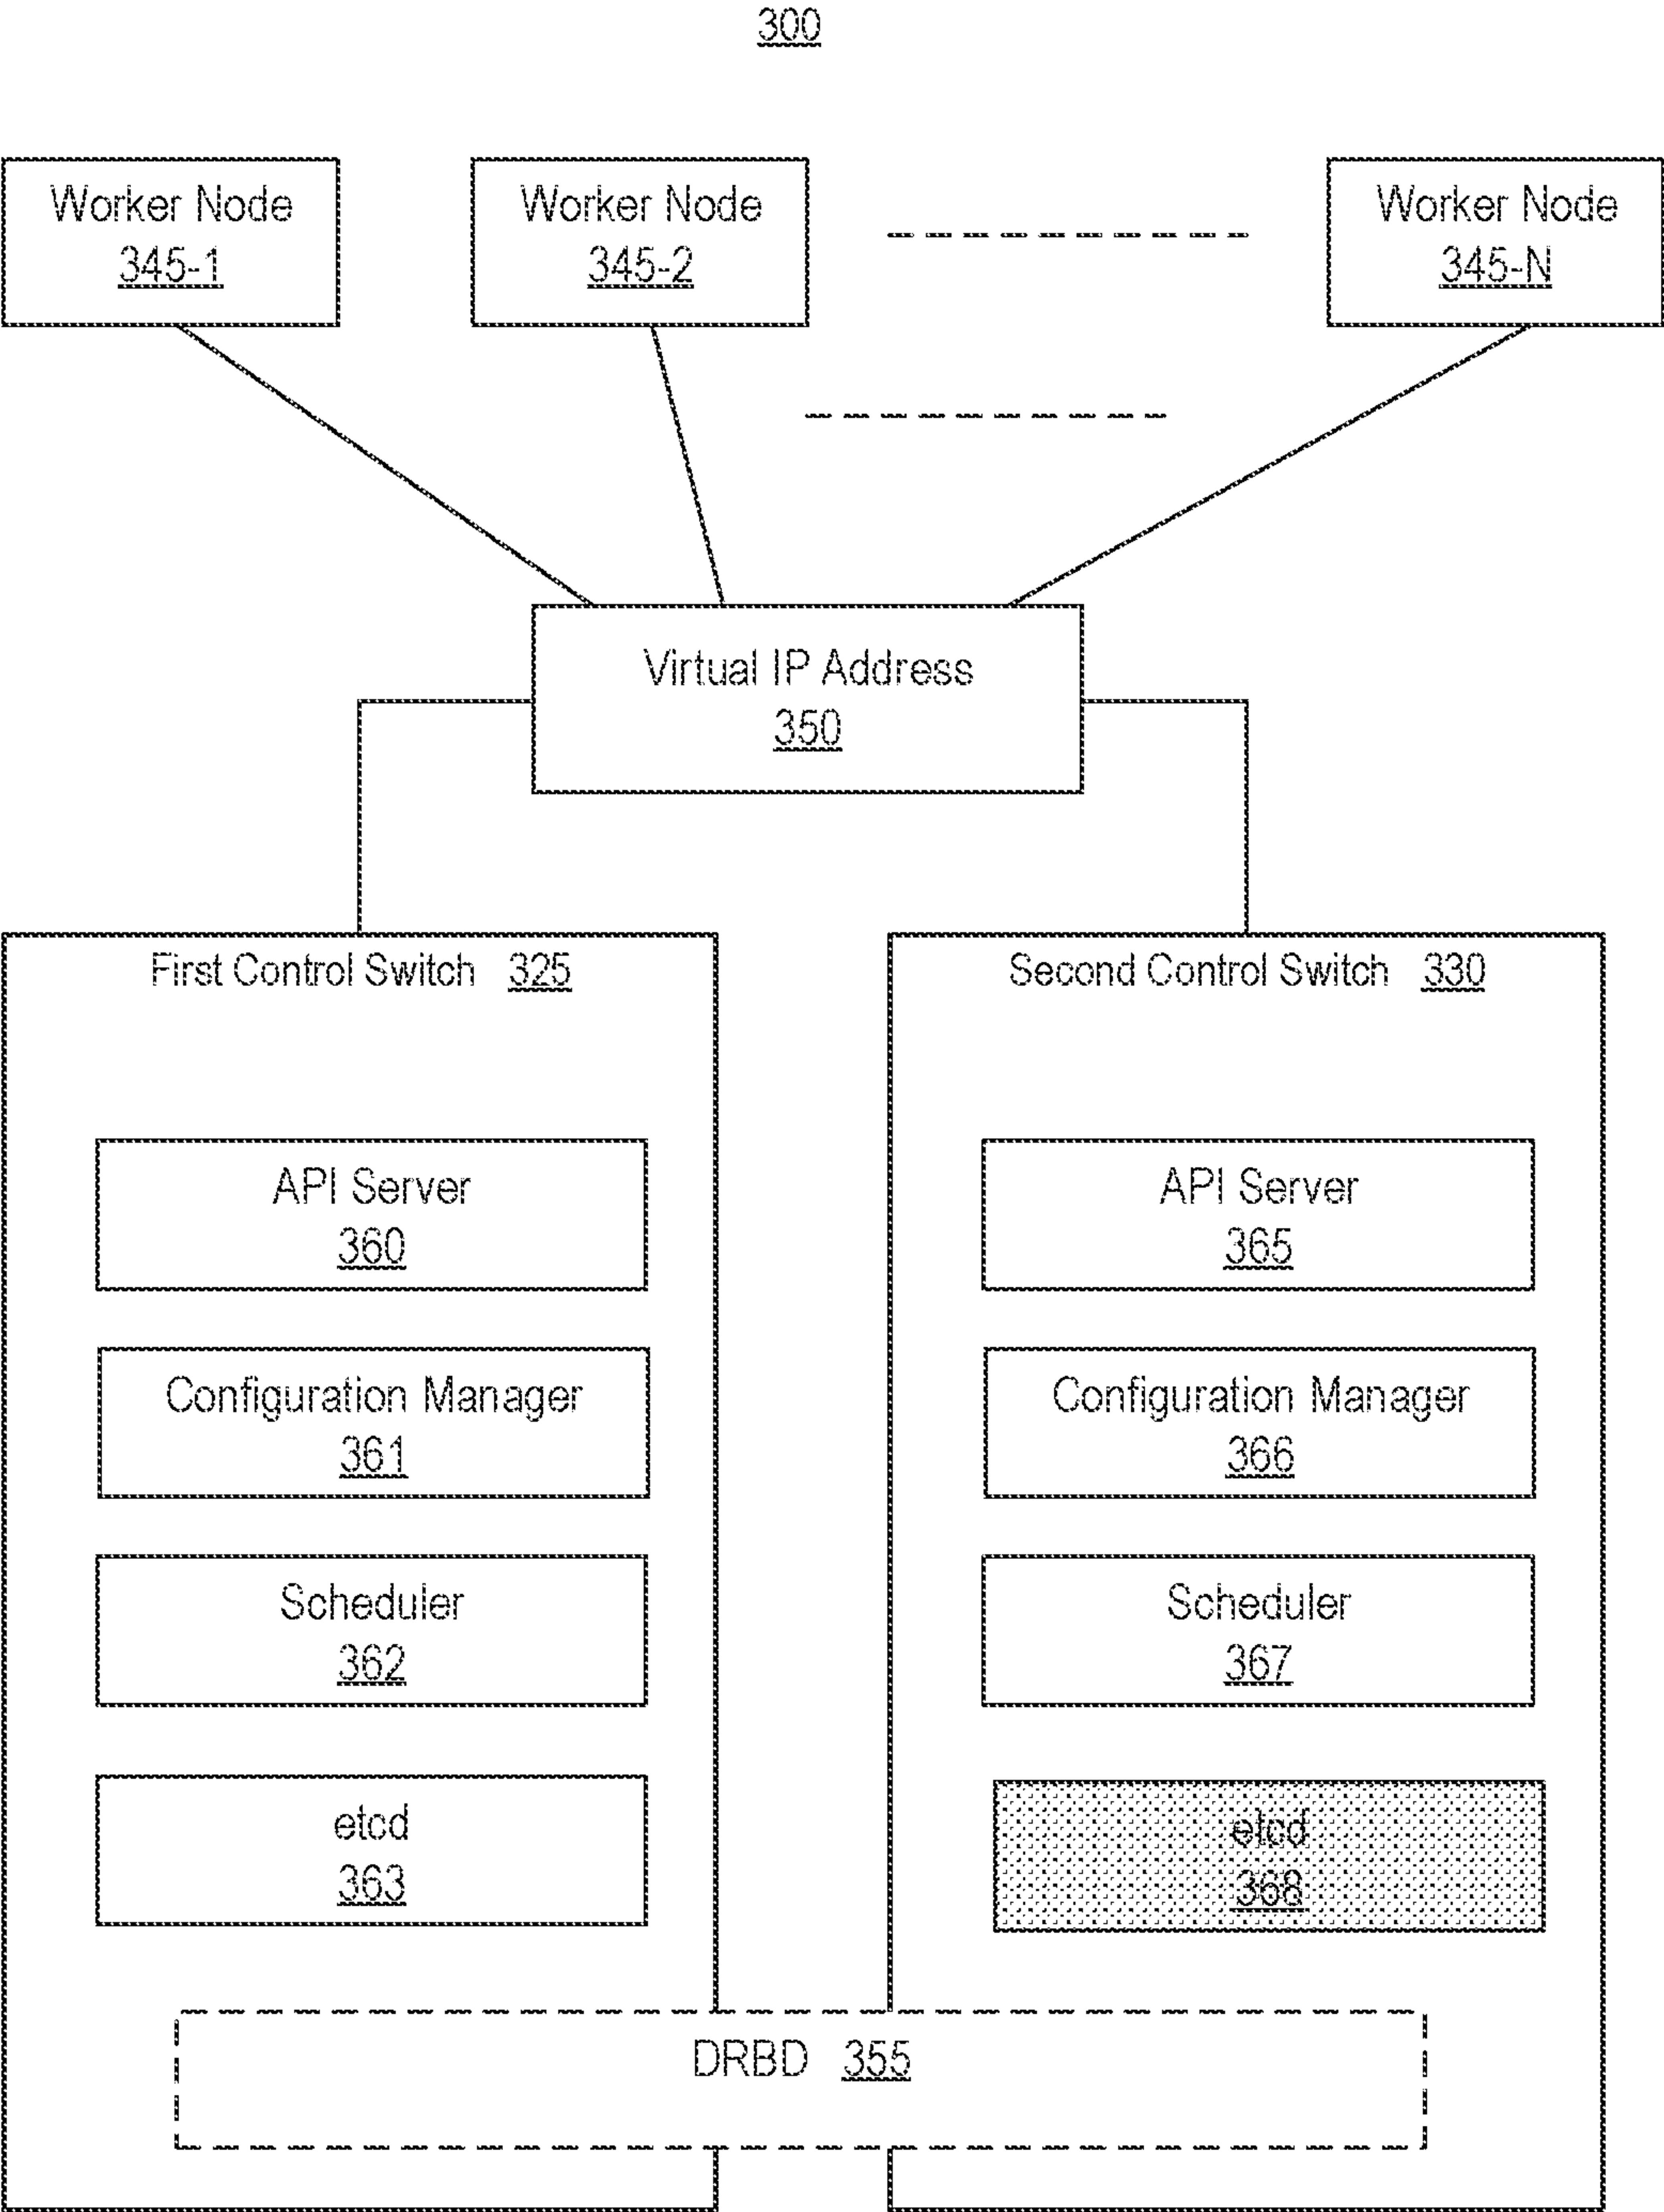 300
Worker Node
345-1
Worker Node
345-2
Worker Node
345-N
Virtual IP Address
350
First Control Switch 325
API Server
360
Configuration Manager
361
Scheduler
362
etcd
363
Second Control Switch 330
API Server
365
Configuration Manager
366
Scheduler
367
etcd
368
DRBD 355